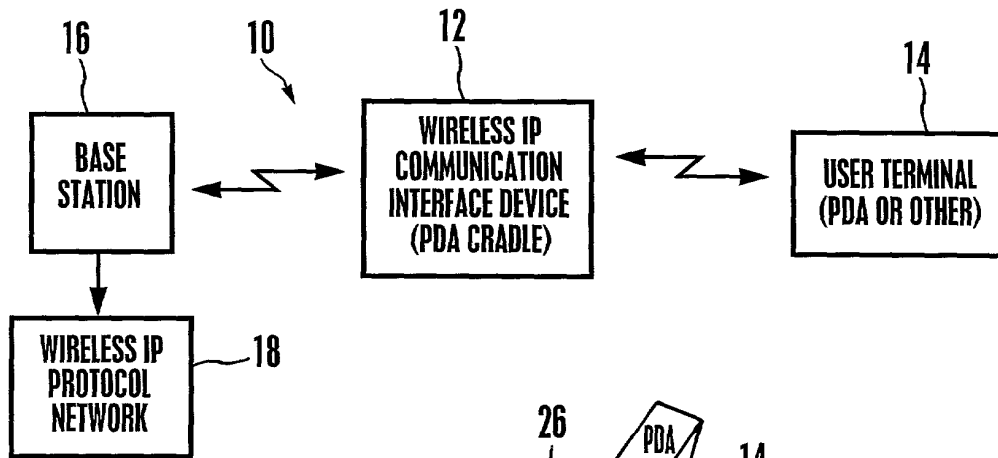 16
10
12
14
BASE
STATION
WIRELESS IP
COMMUNICATION
INTERFACE DEVICE
(PDA CRADLE)
USER TERMINAL
(PDA OR OTHER)
WIRELESS IP
PROTOCOL
NETWORK
18
26
PDA
14